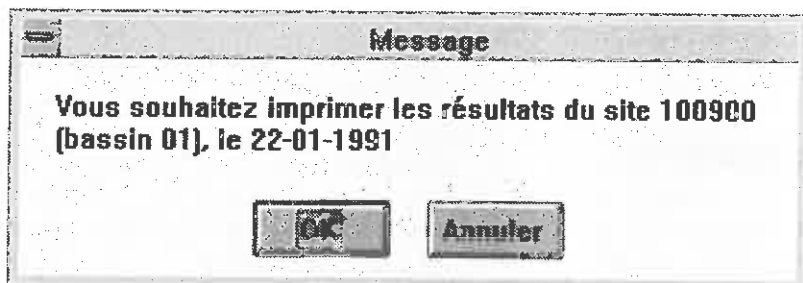 Message
Vous souhaitez imprimer les résultats du site 100900
(bassin 01), le 22-01-1991
OK
Annuler